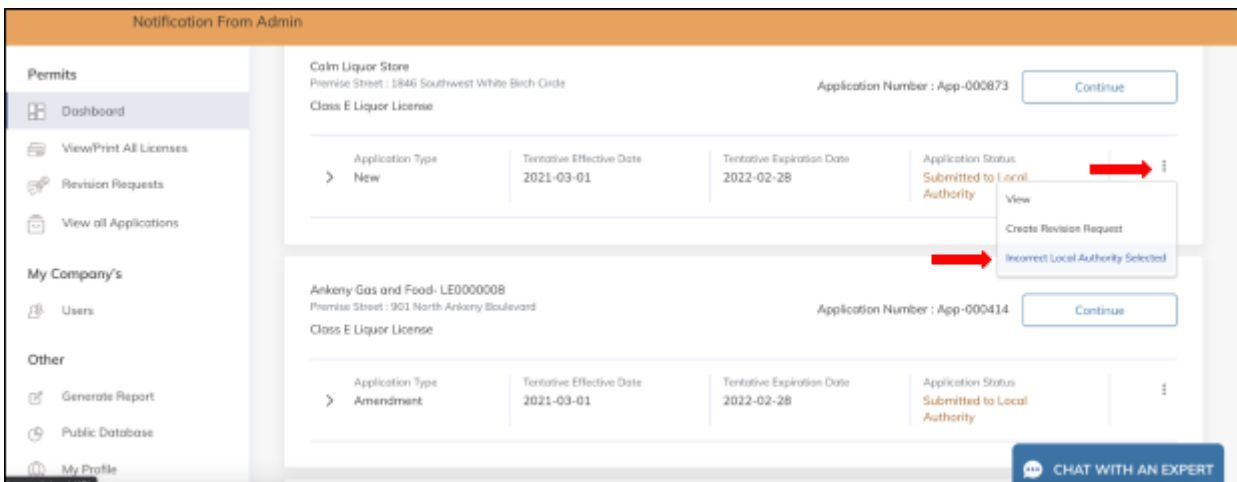 Notification From Admin
Permits
Dashboard
View/Print All Licenses
Revision Requests
View all Applications
My Company's
Users
Other
Generate Report
Public Database
My Profile
Calm Liquor Store
Premise Street : 1846 Southwest White Birch Circle
Class E Liquor License
Application Number : App-000873
Continue
Application Type
New
Tentative Effective Date
2021-03-01
Tentative Expiration Date
2022-02-28
Application Status
Submitted to Local
Authority
View
Create Revision Request
Incorrect Local Authority Selected
Ankeny Gas and Food- LE0000008
Premise Street : 901 North Ankeny Boulevard
Class E Liquor License
Application Number : App-000414
Continue
Application Type
Amendment
Tentative Effective Date
2021-03-01
Tentative Expiration Date
2022-02-28
Application Status
Submitted to Local
Authority
CHAT WITH AN EXPERT